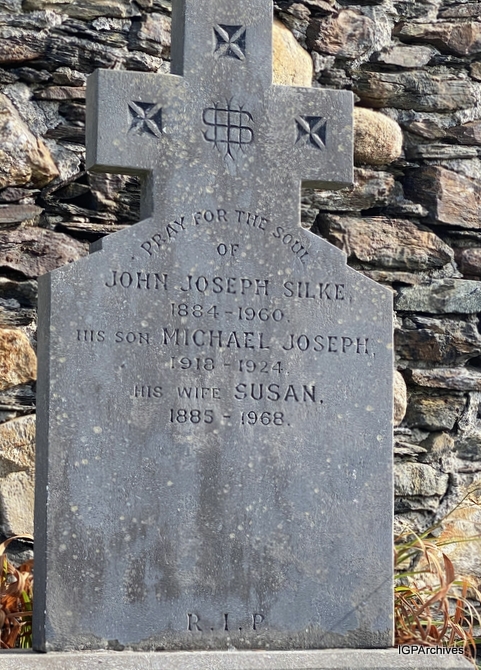 IHS
PRAY FOR THE SOUL
OF
JOHN JOSEPH SILKE,
1884-1960.
HIS SON MICHAEL JOSEPH,
1918-1924.
HIS WIFE SUSAN.
1885-1968.
R.I.P
IGPArchives